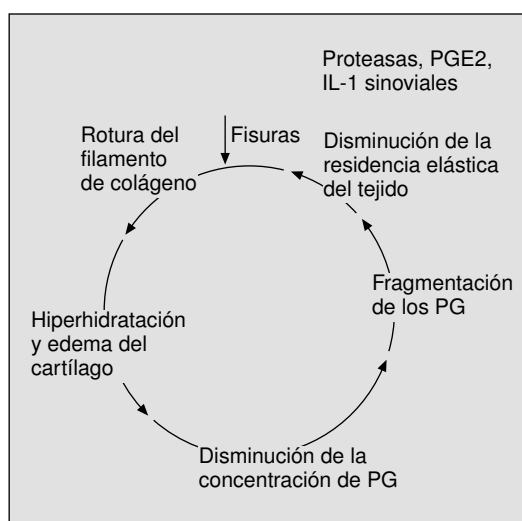 Proteasas, PGE2,
IL-1 sinoviales
Rotura del
filamento
de colágeno
Fisuras
Disminución de la
residencia elástica
del tejido
Fragmentación
de los PG
Hiperhidratación
y edema del
cartílago
Disminución de la
concentración de PG